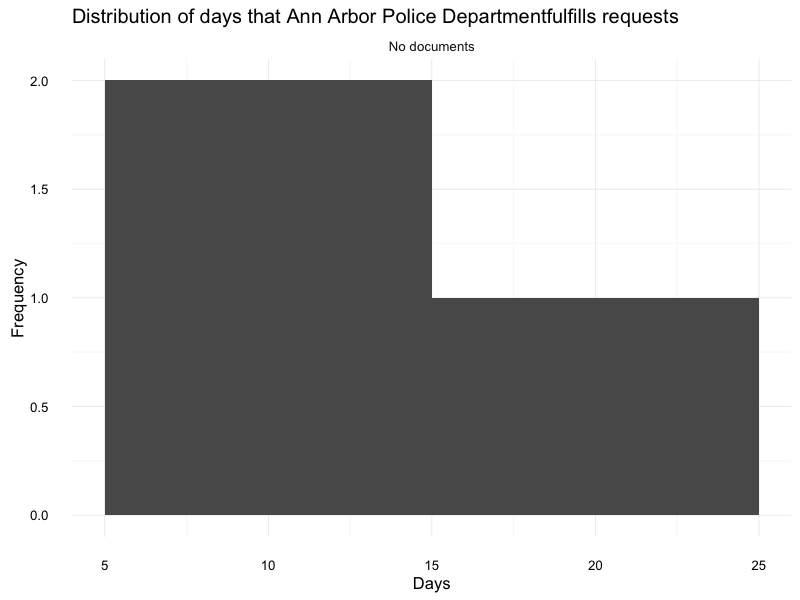 Distribution of days that Ann Arbor Police Departmentfulfills requests
No documents
2.0
1.5
1.0
0.5
0.0
Frequency
5 10 15 20 25
Days